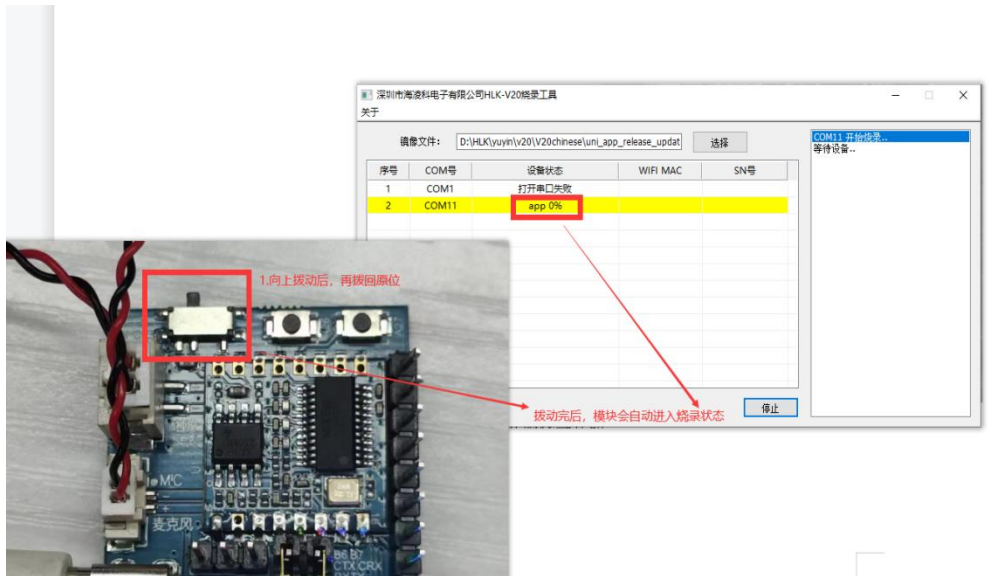 深圳市海凌科电子有限公司HLK-V20烧录工具
关于
镜像文件： D:\HLK\yuyin\v20\V20chinese\uni_app_release_updat 选择
序号 COM号 设备状态 WIFI MAC SN号
1 COM1 打开串口失败
2 COM11 app 0%
COM11 开始烧录..
等待设备..
停止
1.向上拨动后，再拨回原位
拨动完后，模块会自动进入烧录状态
MIC
麦克风
B6 B7
CTX CRX